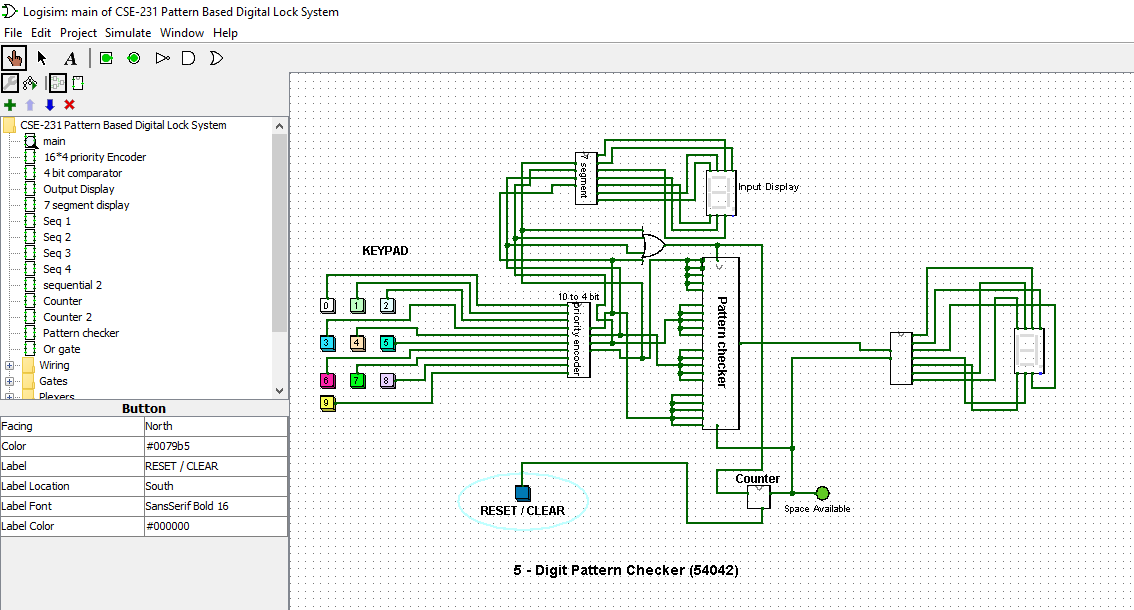 Logisim: main of CSE-231 Pattern Based Digital Lock System
File Edit Project Simulate Window Help
A
CSE-231 Pattern Based Digital Lock System
main
16*4 priority Encoder
4 bit comparator
Output Display
7 segment display
Seq 1
Seq 2
Seq 3
Seq 4
sequential 2
Counter
Counter 2
Pattern checker
Or gate
Wiring
Gates
Plexers
Button
Facing North
Color #0079b5
Label RESET / CLEAR
Label Location South
Label Font SansSerif Bold 16
Label Color #000000
7 segment
Input Display
KEYPAD
10 to 4 bit
priority encoder
0 1 2
3 4 5
6 7 8
9
Pattern checker
Counter
Space Available
RESET / CLEAR
5 - Digit Pattern Checker (54042)